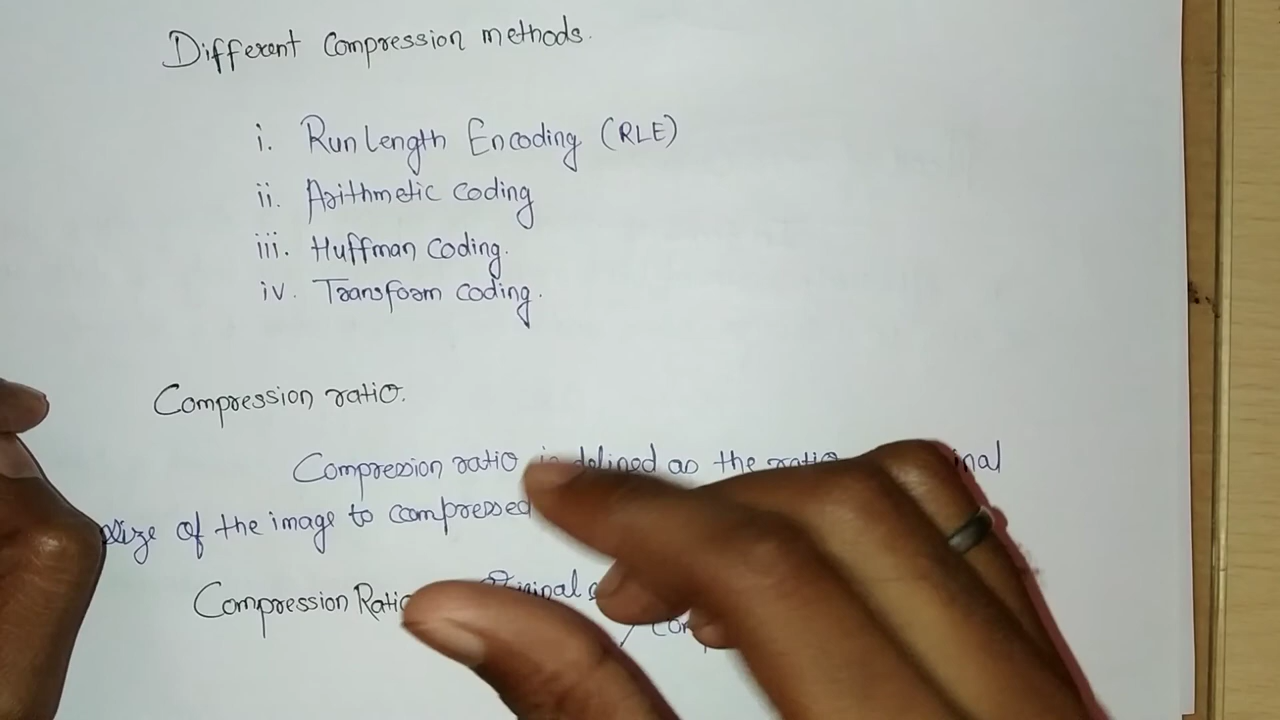 Different Compression methods.
i. Run length Encoding (RLE)
ii. Arithmetic coding
iii. Huffman coding.
iv. Transform coding.
Compression ratio.
Compression ratio is defined as the ratio
size of the image to compressed
Compression Ratio